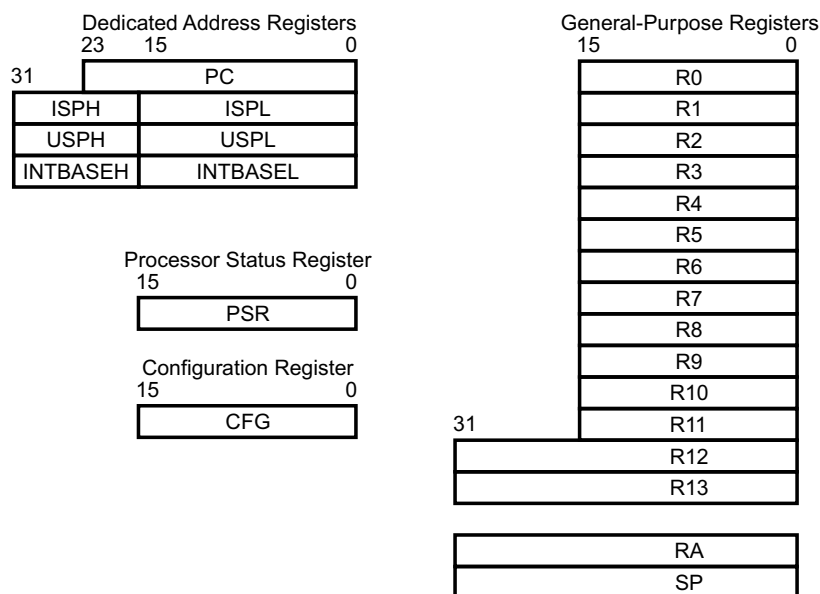 Dedicated Address Registers
23 15 0
31 PC
ISPH ISPL
USPH USPL
INTBASEH INTBASEL
Processor Status Register
15 0
PSR
Configuration Register
15 0
CFG
General-Purpose Registers
15 0
R0
R1
R2
R3
R4
R5
R6
R7
R8
R9
R10
31 R11
R12
R13
RA
SP